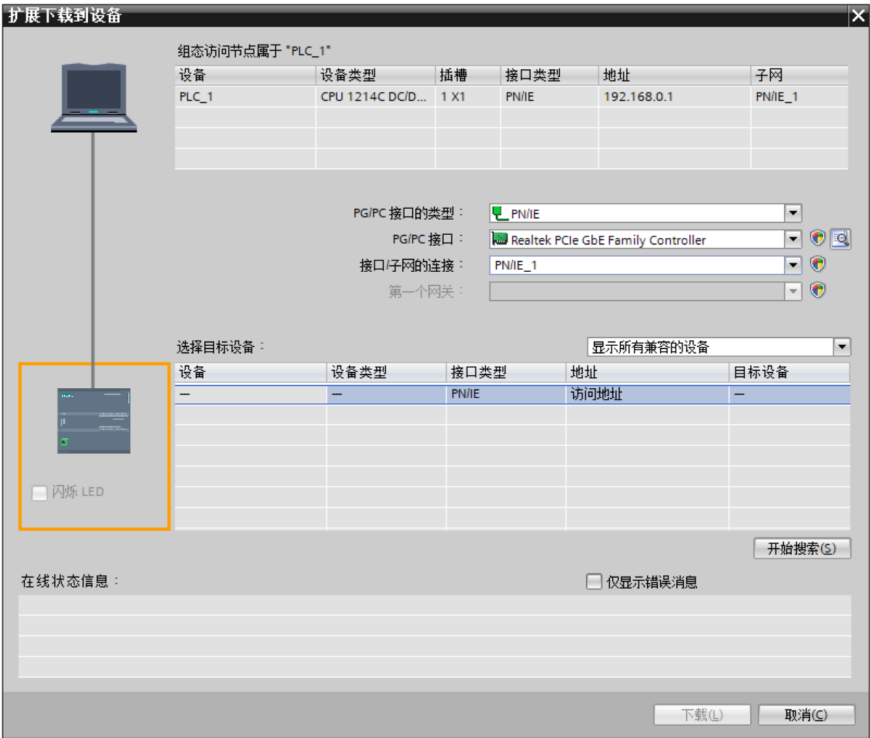 扩展下载到设备
组态访问节点属于 "PLC_1"
设备 设备类型 插槽 接口类型 地址 子网
PLC_1 CPU 1214C DC/D... 1 X1 PN/IE 192.168.0.1 PN/IE_1
PG/PC 接口的类型： PN/IE
PG/PC 接口： Realtek PCIe GbE Family Controller
接口/子网的连接： PN/IE_1
第一个网关：
选择目标设备： 显示所有兼容的设备
设备 设备类型 接口类型 地址 目标设备
— — PN/IE 访问地址 —
闪烁 LED
开始搜索(S)
在线状态信息： 仅显示错误消息
下载(L) 取消(C)